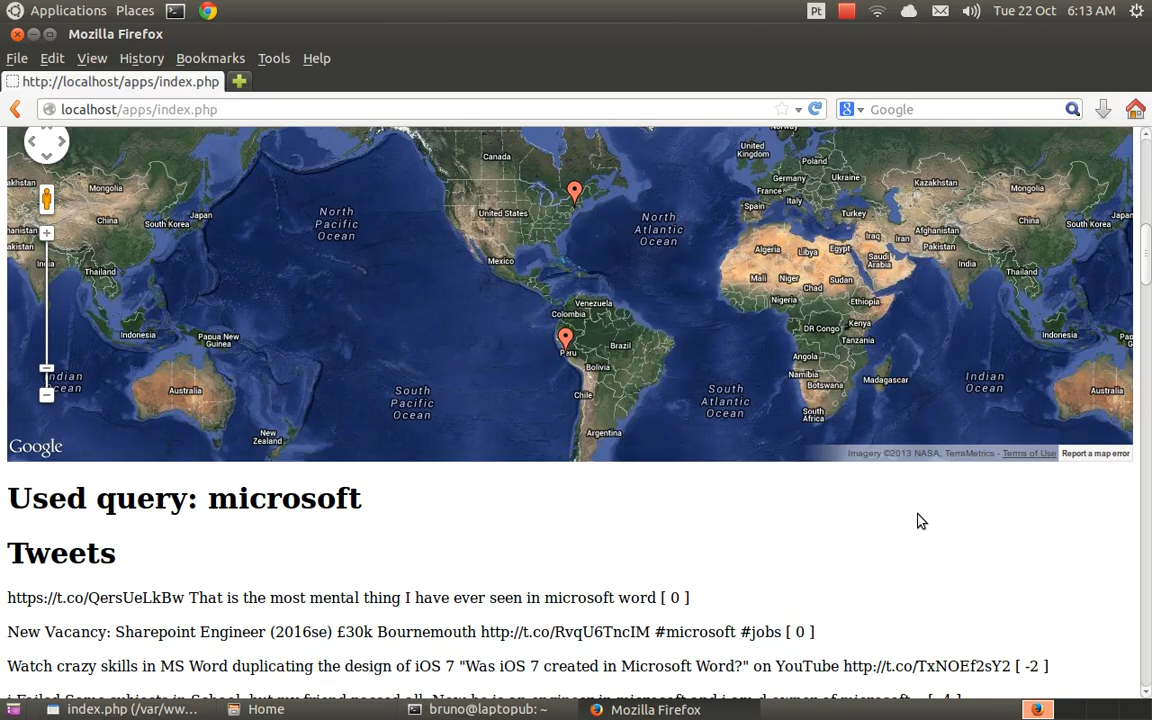 Applications Places Pt Tue 22 Oct 6:13 AM
Mozilla Firefox
File Edit View History Bookmarks Tools Help
http://localhost/apps/index.php
localhost/apps/index.php Google
Canada
United Kingdom
Poland
Germany
Ukraine
France
Italy
Spain
Turkey
Kazakhstan
Mongolia
Mongolia
China
Japan
South Korea
North Pacific Ocean
United States
Mexico
North Atlantic Ocean
Algeria
Libya
Egypt
Iraq
Iran
Afghanistan
Pakistan
Saudi Arabia
China
South Korea
India
Thailand
Mali
Niger
Chad
Sudan
Nigeria
Ethiopia
India
Thailand
Venezuela
Colombia
DR Congo
Kenya
Tanzania
Indonesia
Papua New Guinea
Peru
Brazil
Bolivia
Angola
Namibia
Botswana
Madagascar
Indonesia
Indian Ocean
Australia
South Pacific Ocean
Chile
South Atlantic Ocean
South Africa
Indian Ocean
Australia
New Zealand
Argentina
Google
Imagery ©2013 NASA, TerraMetrics - Terms of Use Report a map error
Used query: microsoft
Tweets
https://t.co/QersUeLkBw That is the most mental thing I have ever seen in microsoft word [ 0 ]
New Vacancy: Sharepoint Engineer (2016se) £30k Bournemouth http://t.co/RvqU6TncIM #microsoft #jobs [ 0 ]
Watch crazy skills in MS Word duplicating the design of iOS 7 "Was iOS 7 created in Microsoft Word?" on YouTube http://t.co/TxNOEf2sY2 [ -2 ]
index.php (/var/ww... Home bruno@laptopub: ~ Mozilla Firefox